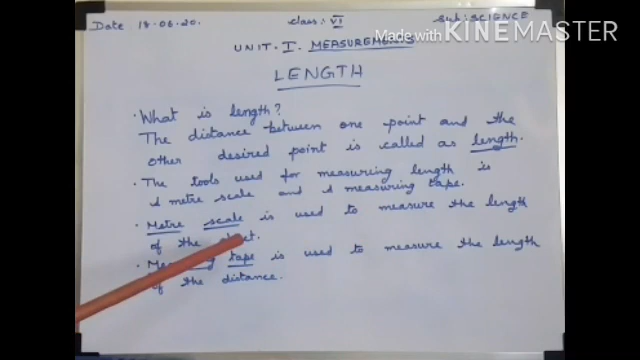 Date : 18-06-20. class : VI Sub : SCIENCE
Made with KINEMASTER
UNIT - I. MEASUREMENTS
LENGTH
· What is length?
The distance between one point and the
other desired point is called as length.
· The tools used for measuring length is
metre scale and measuring tape.
· Metre scale is used to measure the length
of the
· tape is used to measure the length
of the distance.